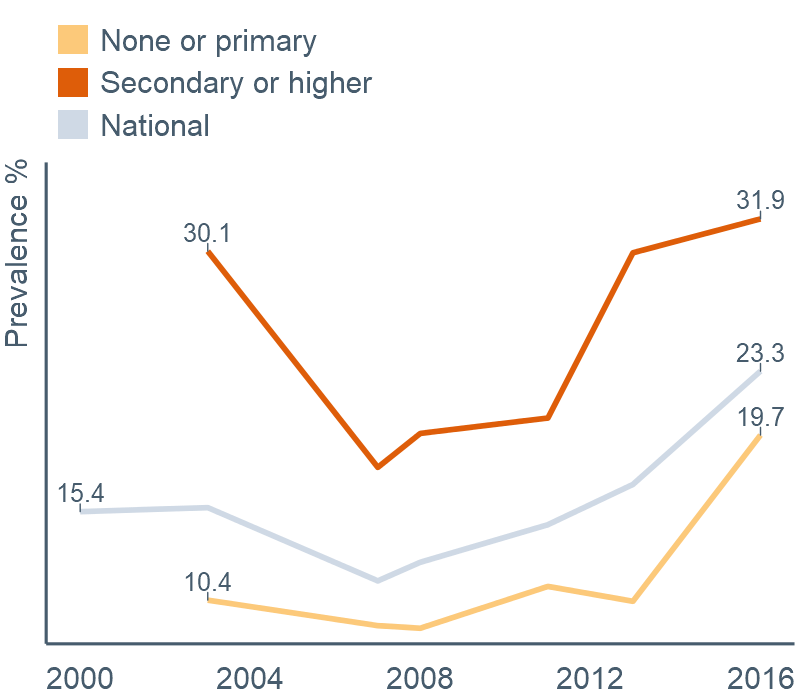 None or primary
Secondary or higher
National
Prevalence %
30.1
31.9
23.3
19.7
15.4
10.4
2000 2004 2008 2012 2016